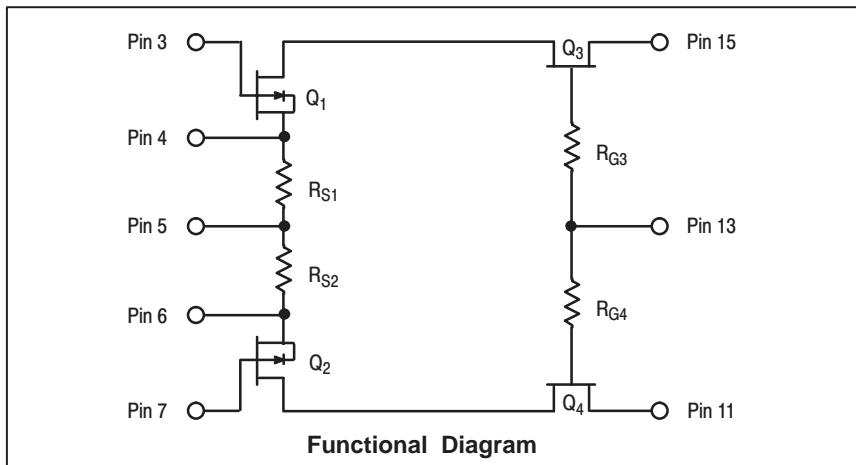 Pin 3
Q3
Pin 15
Q1
Pin 4
RG3
RS1
Pin 5
Pin 13
RS2
RG4
Pin 6
Q2
Pin 7
Q4
Pin 11
Functional Diagram